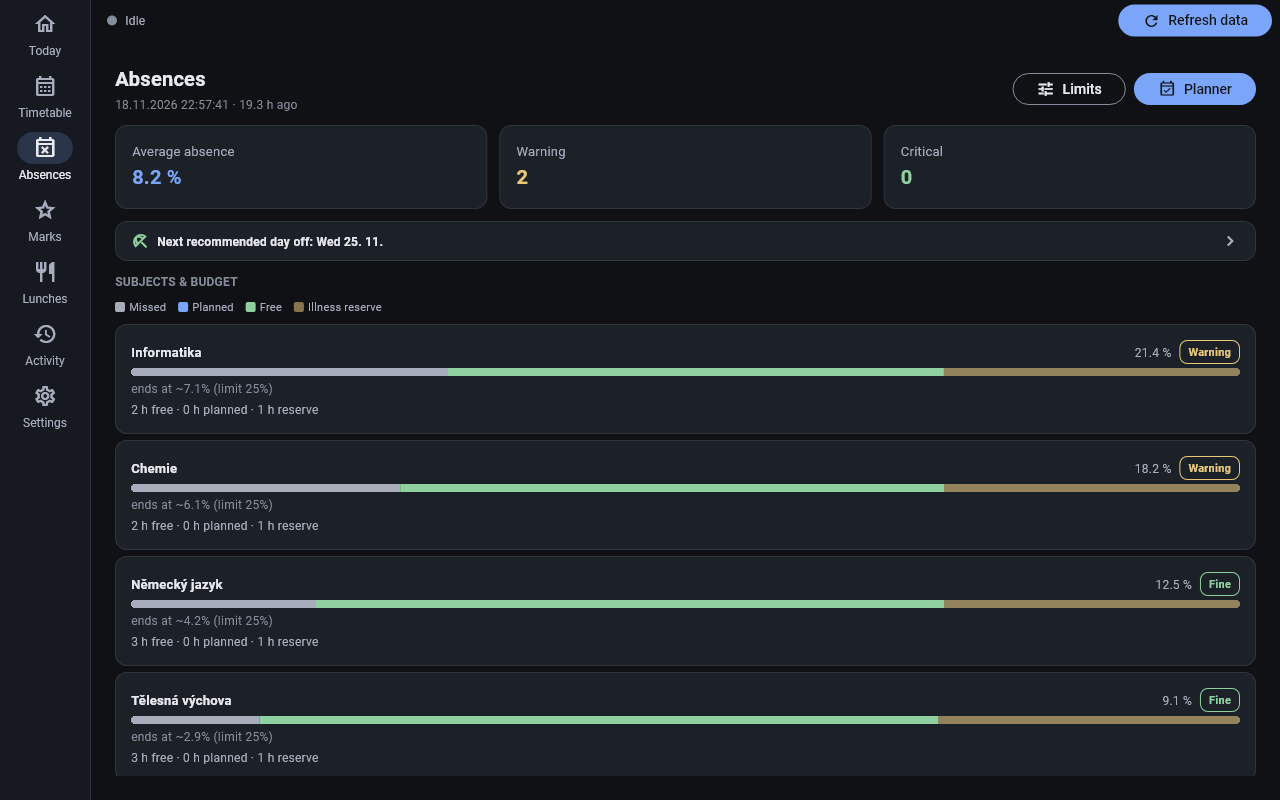 Today
Timetable
Absences
Marks
Lunches
Activity
Settings
Idle
Refresh data
Absences
18.11.2026 22:57:41 · 19.3 h ago
Limits
Planner
Average absence
8.2 %
Warning
2
Critical
0
Next recommended day off: Wed 25. 11.
SUBJECTS & BUDGET
Missed
Planned
Free
Illness reserve
Informatika
21.4 %
Warning
ends at ~7.1% (limit 25%)
2 h free · 0 h planned · 1 h reserve
Chemie
18.2 %
Warning
ends at ~6.1% (limit 25%)
2 h free · 0 h planned · 1 h reserve
Německý jazyk
12.5 %
Fine
ends at ~4.2% (limit 25%)
3 h free · 0 h planned · 1 h reserve
Tělesná výchova
9.1 %
Fine
ends at ~2.9% (limit 25%)
3 h free · 0 h planned · 1 h reserve